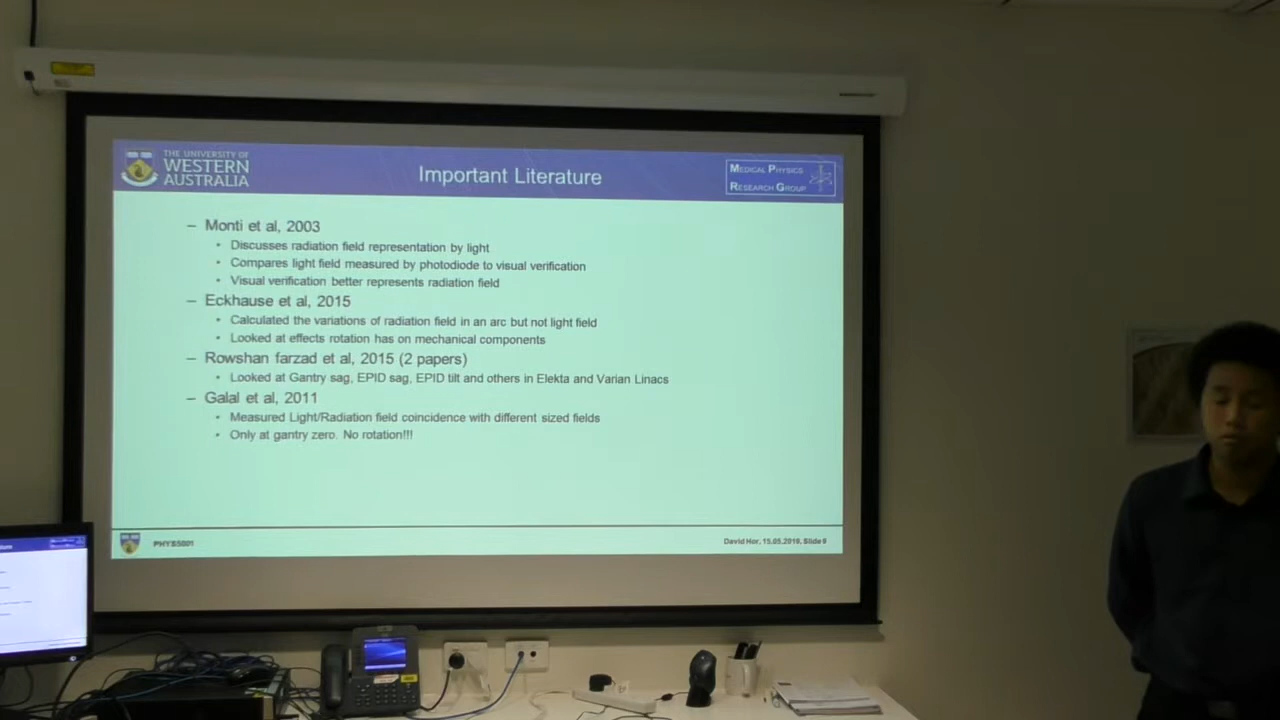 THE UNIVERSITY OF
WESTERN
AUSTRALIA
Important Literature
MEDICAL PHYSICS
RESEARCH GROUP
– Monti et al, 2003
• Discusses radiation field representation by light
• Compares light field measured by photodiode to visual verification
• Visual verification better represents radiation field
– Eckhause et al, 2015
• Calculated the variations of radiation field in an arc but not light field
• Looked at effects rotation has on mechanical components
– Rowshan farzad et al, 2015 (2 papers)
• Looked at Gantry sag, EPID sag, EPID tilt and others in Elekta and Varian Linacs
– Galal et al, 2011
• Measured Light/Radiation field coincidence with different sized fields
• Only at gantry zero. No rotation!!!
PHYS5001
David Hor, 15.05.2019, Slide 9